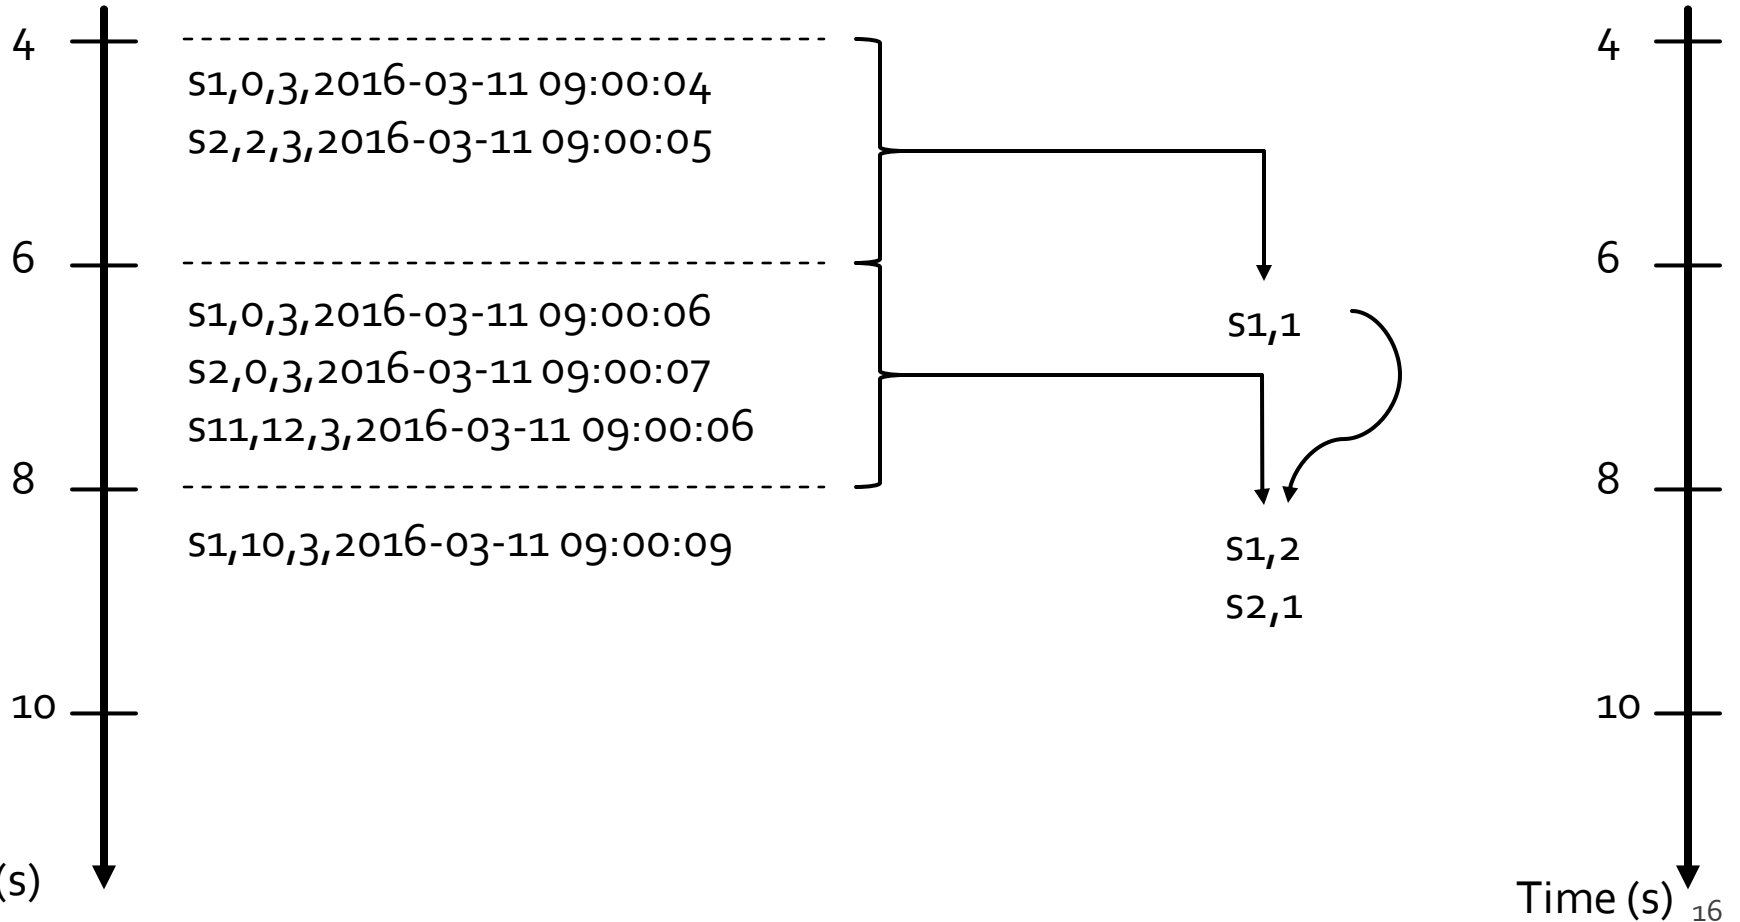 4
s1,0,3,2016-03-11 09:00:04
s2,2,3,2016-03-11 09:00:05
6
s1,0,3,2016-03-11 09:00:06
s2,0,3,2016-03-11 09:00:07
s11,12,3,2016-03-11 09:00:06
8
s1,10,3,2016-03-11 09:00:09
10
(s)
s1,1
s1,2
s2,1
4
6
8
10
Time (s)
16